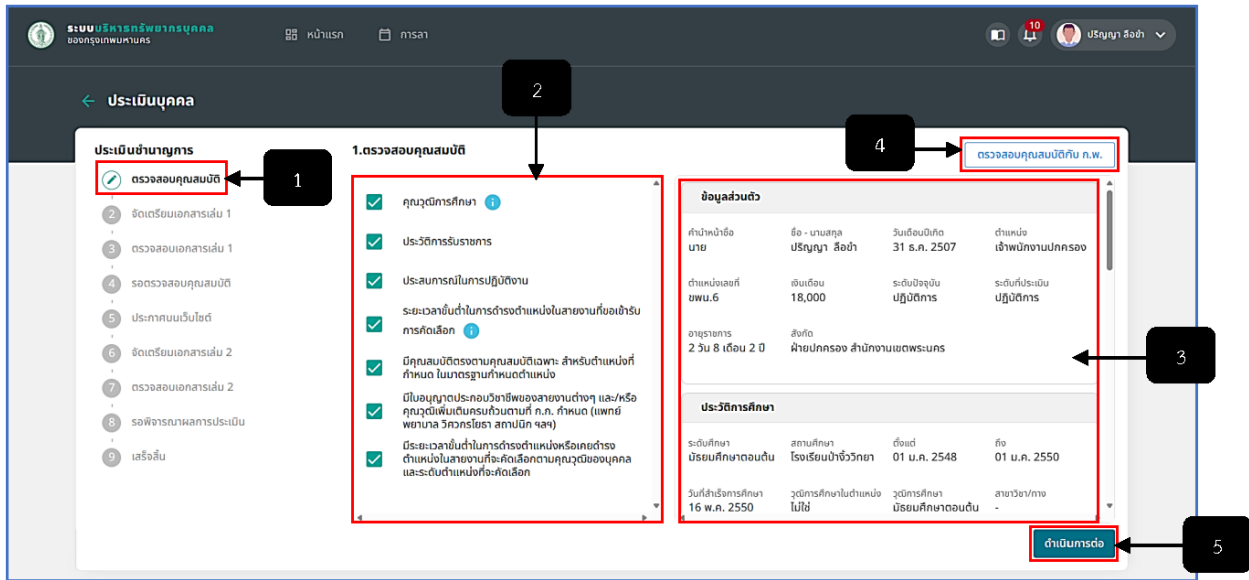 ระบบบริหารทรัพยากรบุคคล
ของกรุงเทพมหานคร
หน้าแรก
การลา
10
ปริญญา ลือขำ
ประเมินบุคคล
2
4
ประเมินชำนาญการ
1.ตรวจสอบคุณสมบัติ
ตรวจสอบคุณสมบัติกับ ก.พ.
ตรวจสอบคุณสมบัติ
1
2 จัดเตรียมเอกสารเล่ม 1
3 ตรวจสอบเอกสารเล่ม 1
4 รอตรวจสอบคุณสมบัติ
5 ประกาศบนเว็บไซต์
6 จัดเตรียมเอกสารเล่ม 2
7 ตรวจสอบเอกสารเล่ม 2
8 รอพิจารณาผลการประเมิน
9 เสร็จสิ้น
คุณวุฒิการศึกษา
ประวัติการรับราชการ
ประสบการณ์ในการปฏิบัติงาน
ระยะเวลาขั้นต่ำในการดำรงตำแหน่งในสายงานที่ขอเข้ารับ
การคัดเลือก
มีคุณสมบัติตรงตามคุณสมบัติเฉพาะ สำหรับตำแหน่งที่
กำหนด ในมาตรฐานกำหนดตำแหน่ง
มีใบอนุญาตประกอบวิชาชีพของสายงานต่างๆ และ/หรือ
คุณวุฒิเพิ่มเติมครบถ้วนตามที่ ก.ก. กำหนด (แพทย์
พยาบาล วิศวกรโยธา สถาปนิก ฯลฯ)
มีระยะเวลาขั้นต่ำในการดำรงตำแหน่งหรือเคยดำรง
ตำแหน่งในสายงานที่จะคัดเลือกตามคุณวุฒิของบุคคล
และระดับตำแหน่งที่จะคัดเลือก
ข้อมูลส่วนตัว
คำนำหน้าชื่อ ชื่อ - นามสกุล วันเดือนปีเกิด ตำแหน่ง
นาย ปริญญา ลือขำ 31 ธ.ค. 2507 เจ้าพนักงานปกครอง
ตำแหน่งเลขที่ เงินเดือน ระดับปัจจุบัน ระดับที่ประเมิน
ขพน.6 18,000 ปฏิบัติการ ปฏิบัติการ
อายุราชการ สังกัด
2 วัน 8 เดือน 2 ปี ฝ่ายปกครอง สำนักงานเขตพระนคร
3
ประวัติการศึกษา
ระดับศึกษา สถานศึกษา ตั้งแต่ ถึง
มัธยมศึกษาตอนต้น โรงเรียนป่างิ้ววิทยา 01 ม.ค. 2548 01 ม.ค. 2550
วันที่สำเร็จการศึกษา วุฒิการศึกษาในตำแหน่ง วุฒิการศึกษา สาขาวิชา/ทาง
16 พ.ค. 2550 ไม่ใช่ มัธยมศึกษาตอนต้น -
ดำเนินการต่อ
5